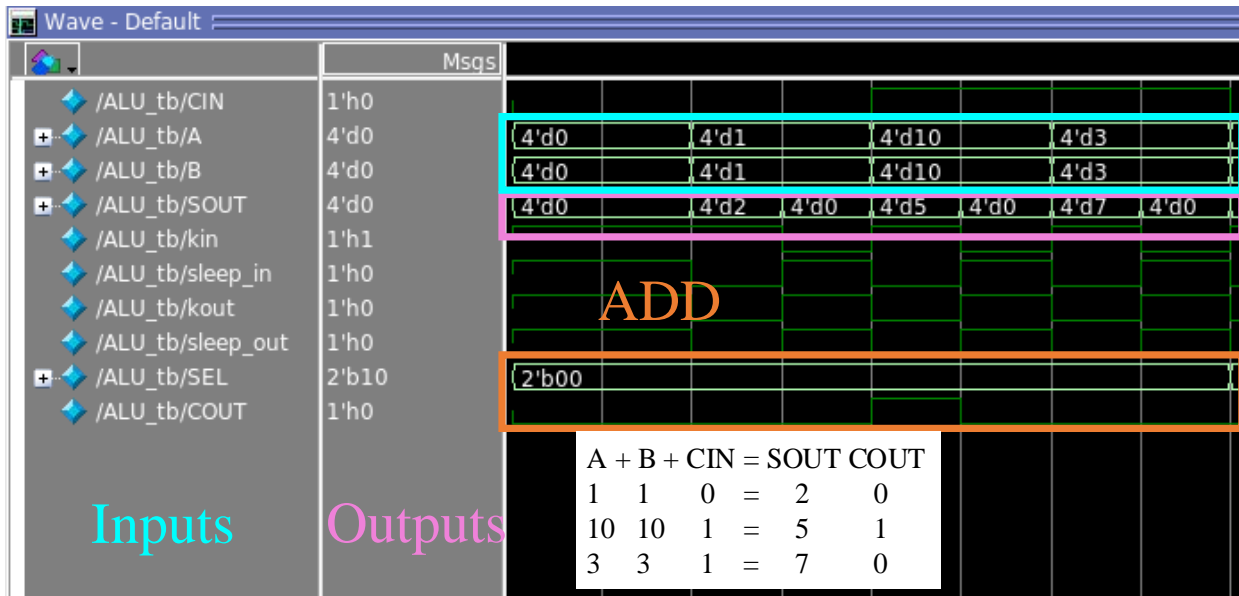 Wave - Default
Msgs
/ALU_tb/CIN 1'h0
/ALU_tb/A 4'd0 4'd0 4'd1 4'd10 4'd3
/ALU_tb/B 4'd0 4'd0 4'd1 4'd10 4'd3
/ALU_tb/SOUT 4'd0 4'd0 4'd2 4'd0 4'd5 4'd0 4'd7 4'd0
/ALU_tb/kin 1'h1
/ALU_tb/sleep_in 1'h0
/ALU_tb/kout 1'h0
ADD
/ALU_tb/sleep_out 1'h0
/ALU_tb/SEL 2'b10 2'b00
/ALU_tb/COUT 1'h0
Inputs
Outputs
A + B + CIN = SOUT COUT
1 1 0 = 2 0
10 10 1 = 5 1
3 3 1 = 7 0